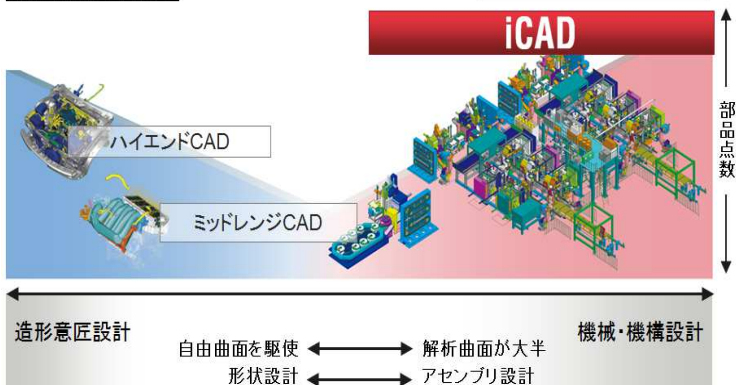 iCAD
部品点数
ハイエンドCAD
ミッドレンジCAD
造形意匠設計
機械・機構設計
自由曲面を駆使
解析曲面が大半
形状設計
アセンブリ設計